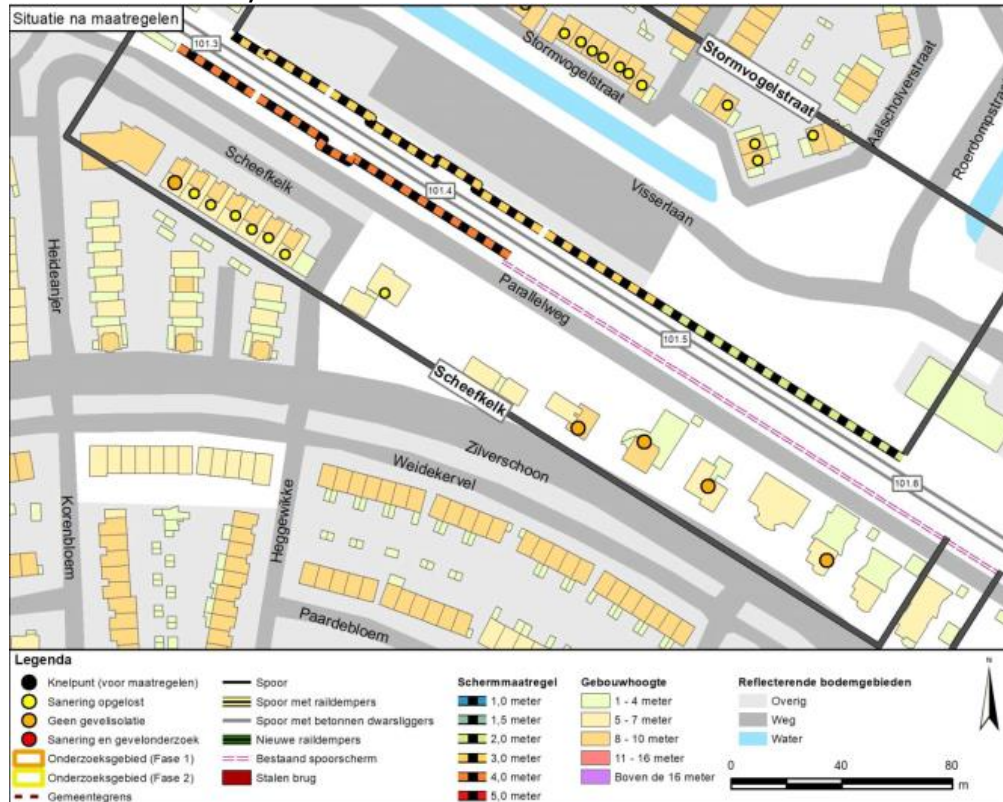 Situatie na maatregelen
101.3
Stormvogelstraat
Stormvogelstraat
Aalscholverstraat
Roerdompstraat
Scheefkelk
101.4
Visserlaan
Heideanjer
Parallelweg
101.5
Scheefkelk
Zilverschoon
Weidekervel
101.6
Korenbloem
Heggewikke
Paardebloem
Legenda
Knelpunt (voor maatregelen)
Sanering opgelost
Geen gevelisolatie
Sanering en gevelonderzoek
Onderzoeksgebied (Fase 1)
Onderzoeksgebied (Fase 2)
Gemeentegrens
Spoor
Spoor met raildempers
Spoor met betonnen dwarsliggers
Nieuwe raildempers
Bestaand spoorscherm
Stalen brug
Schermmaatregel
1,0 meter
1,5 meter
2,0 meter
3,0 meter
4,0 meter
5,0 meter
Gebouwhoogte
1 - 4 meter
5 - 7 meter
8 - 10 meter
11 - 16 meter
Boven de 16 meter
Reflecterende bodemgebieden
Overig
Weg
Water
N
0 40 80
m